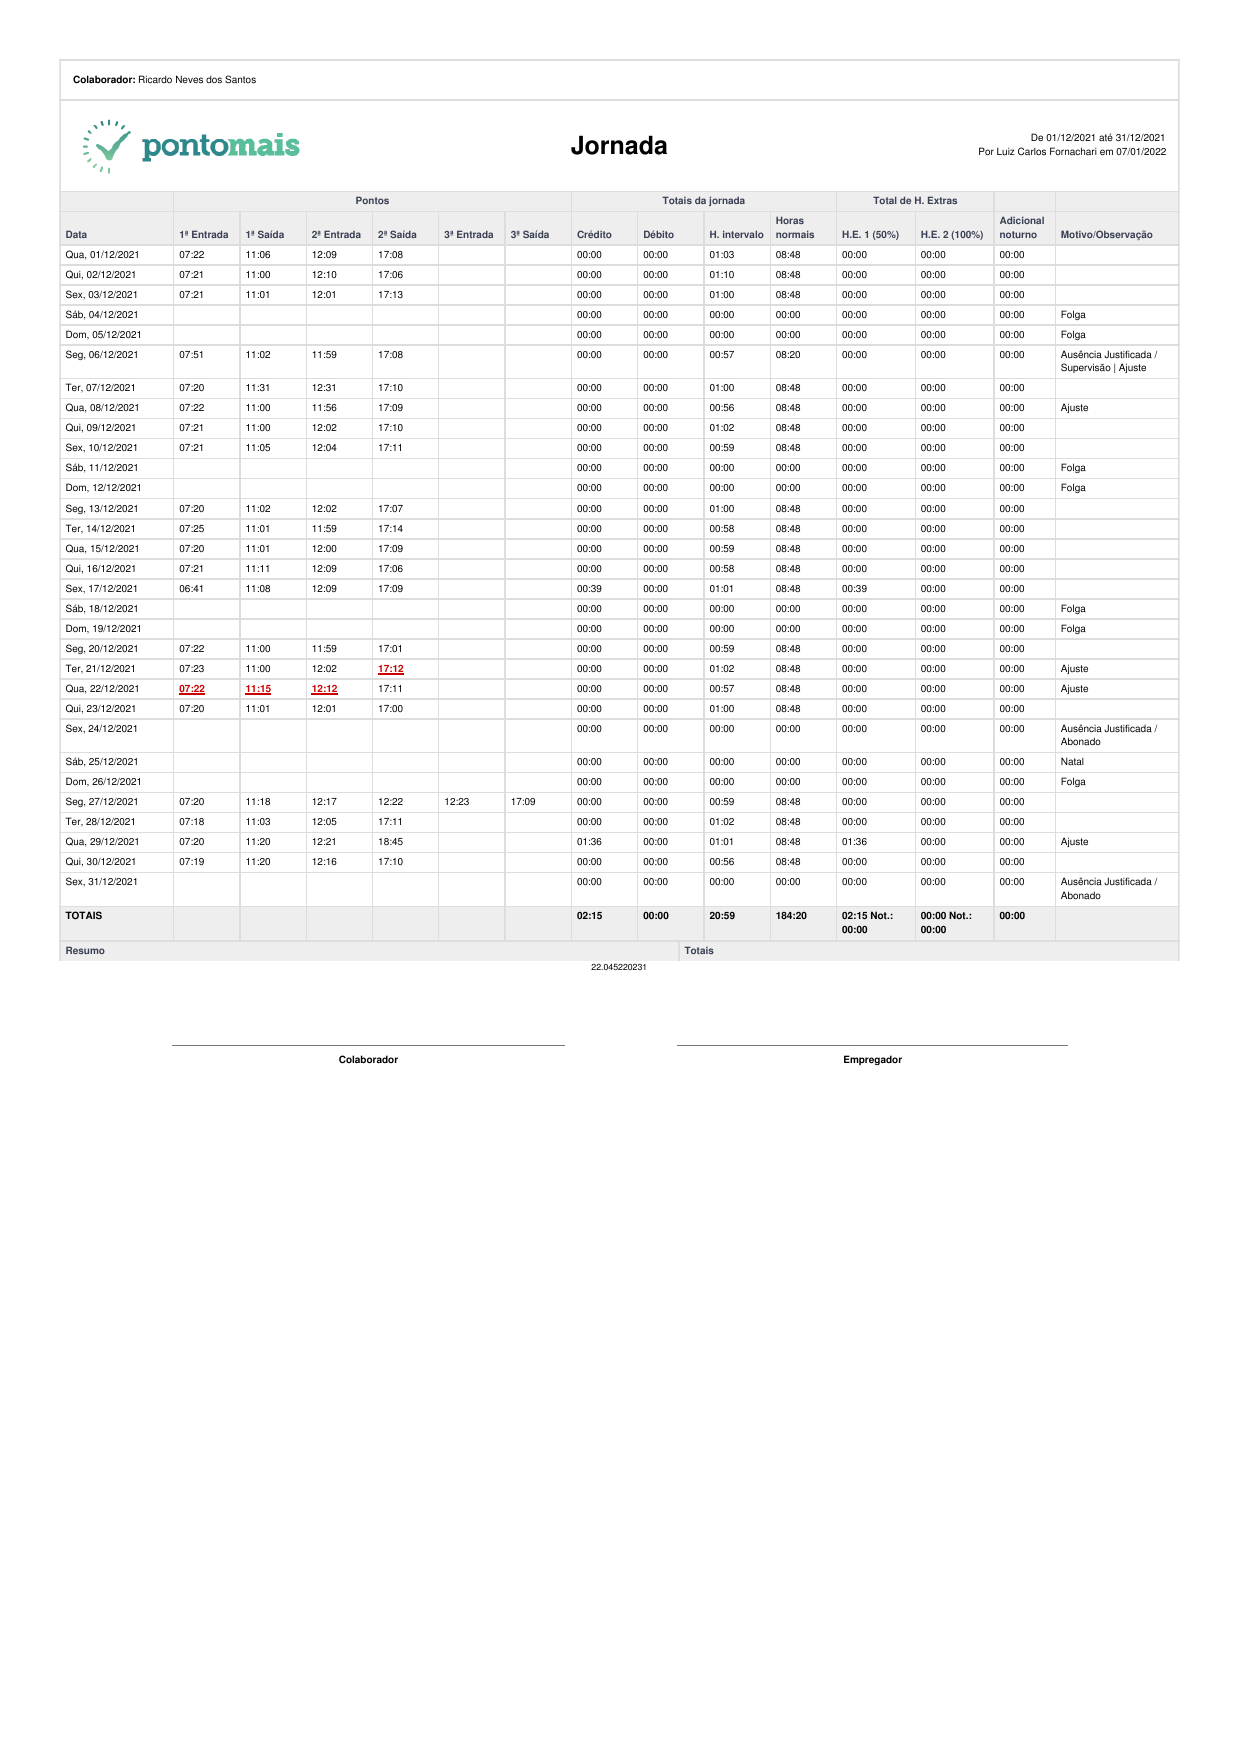 Colaborador: Ricardo Neves dos Santos
pontomais
Jornada
De 01/12/2021 até 31/12/2021
Por Luiz Carlos Fornachari em 07/01/2022
Pontos Totais da jornada Total de H. Extras
Data 1ª Entrada 1ª Saída 2ª Entrada 2ª Saída 3ª Entrada 3ª Saída Crédito Débito H. intervalo Horas normais H.E. 1 (50%) H.E. 2 (100%) Adicional noturno Motivo/Observação
Qua, 01/12/2021 07:22 11:06 12:09 17:08 00:00 00:00 01:03 08:48 00:00 00:00 00:00
Qui, 02/12/2021 07:21 11:00 12:10 17:06 00:00 00:00 01:10 08:48 00:00 00:00 00:00
Sex, 03/12/2021 07:21 11:01 12:01 17:13 00:00 00:00 01:00 08:48 00:00 00:00 00:00
Sáb, 04/12/2021 00:00 00:00 00:00 00:00 00:00 00:00 00:00 Folga
Dom, 05/12/2021 00:00 00:00 00:00 00:00 00:00 00:00 00:00 Folga
Seg, 06/12/2021 07:51 11:02 11:59 17:08 00:00 00:00 00:57 08:20 00:00 00:00 00:00 Ausência Justificada /
Supervisão | Ajuste
Ter, 07/12/2021 07:20 11:31 12:31 17:10 00:00 00:00 01:00 08:48 00:00 00:00 00:00
Qua, 08/12/2021 07:22 11:00 11:56 17:09 00:00 00:00 00:56 08:48 00:00 00:00 00:00 Ajuste
Qui, 09/12/2021 07:21 11:00 12:02 17:10 00:00 00:00 01:02 08:48 00:00 00:00 00:00
Sex, 10/12/2021 07:21 11:05 12:04 17:11 00:00 00:00 00:59 08:48 00:00 00:00 00:00
Sáb, 11/12/2021 00:00 00:00 00:00 00:00 00:00 00:00 00:00 Folga
Dom, 12/12/2021 00:00 00:00 00:00 00:00 00:00 00:00 00:00 Folga
Seg, 13/12/2021 07:20 11:02 12:02 17:07 00:00 00:00 01:00 08:48 00:00 00:00 00:00
Ter, 14/12/2021 07:25 11:01 11:59 17:14 00:00 00:00 00:58 08:48 00:00 00:00 00:00
Qua, 15/12/2021 07:20 11:01 12:00 17:09 00:00 00:00 00:59 08:48 00:00 00:00 00:00
Qui, 16/12/2021 07:21 11:11 12:09 17:06 00:00 00:00 00:58 08:48 00:00 00:00 00:00
Sex, 17/12/2021 06:41 11:08 12:09 17:09 00:39 00:00 01:01 08:48 00:39 00:00 00:00
Sáb, 18/12/2021 00:00 00:00 00:00 00:00 00:00 00:00 00:00 Folga
Dom, 19/12/2021 00:00 00:00 00:00 00:00 00:00 00:00 00:00 Folga
Seg, 20/12/2021 07:22 11:00 11:59 17:01 00:00 00:00 00:59 08:48 00:00 00:00 00:00
Ter, 21/12/2021 07:23 11:00 12:02 17:12 00:00 00:00 01:02 08:48 00:00 00:00 00:00 Ajuste
Qua, 22/12/2021 07:22 11:15 12:12 17:11 00:00 00:00 00:57 08:48 00:00 00:00 00:00 Ajuste
Qui, 23/12/2021 07:20 11:01 12:01 17:00 00:00 00:00 01:00 08:48 00:00 00:00 00:00
Sex, 24/12/2021 00:00 00:00 00:00 00:00 00:00 00:00 00:00 Ausência Justificada /
Abonado
Sáb, 25/12/2021 00:00 00:00 00:00 00:00 00:00 00:00 00:00 Natal
Dom, 26/12/2021 00:00 00:00 00:00 00:00 00:00 00:00 00:00 Folga
Seg, 27/12/2021 07:20 11:18 12:17 12:22 12:23 17:09 00:00 00:00 00:59 08:48 00:00 00:00 00:00
Ter, 28/12/2021 07:18 11:03 12:05 17:11 00:00 00:00 01:02 08:48 00:00 00:00 00:00
Qua, 29/12/2021 07:20 11:20 12:21 18:45 01:36 00:00 01:01 08:48 01:36 00:00 00:00 Ajuste
Qui, 30/12/2021 07:19 11:20 12:16 17:10 00:00 00:00 00:56 08:48 00:00 00:00 00:00
Sex, 31/12/2021 00:00 00:00 00:00 00:00 00:00 00:00 00:00 Ausência Justificada /
Abonado
TOTAIS 02:15 00:00 20:59 184:20 02:15 Not.: 00:00 Not.: 00:00
00:00 00:00
Resumo Totais
22.045220231
Colaborador Empregador